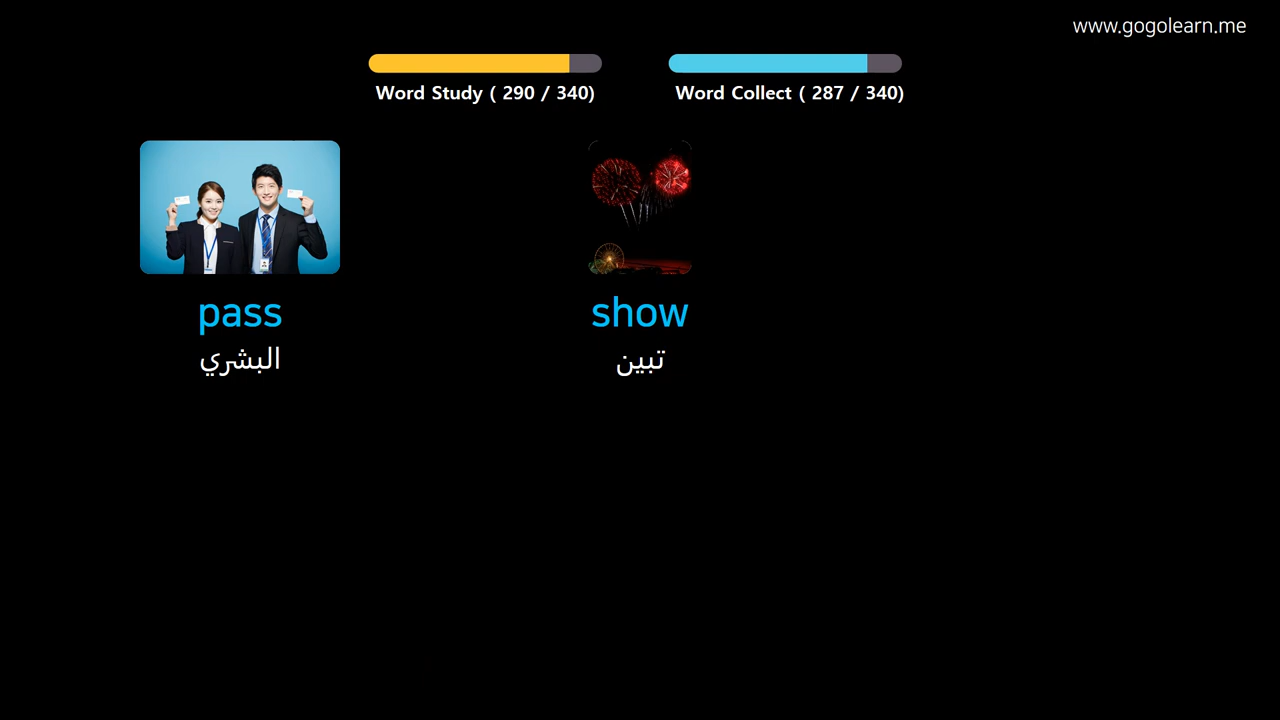 www.gogolearn.me
Word Study ( 290 / 340)
Word Collect ( 287 / 340)
pass
البشري
show
تبين